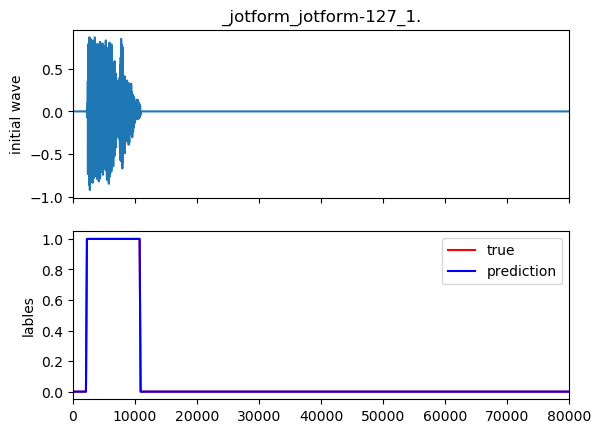 _jotform_jotform-127_1.
initial wave
0.5
0.0
−0.5
−1.0
lables
1.0
0.8
0.6
0.4
0.2
0.0
true
prediction
0 10000 20000 30000 40000 50000 60000 70000 80000